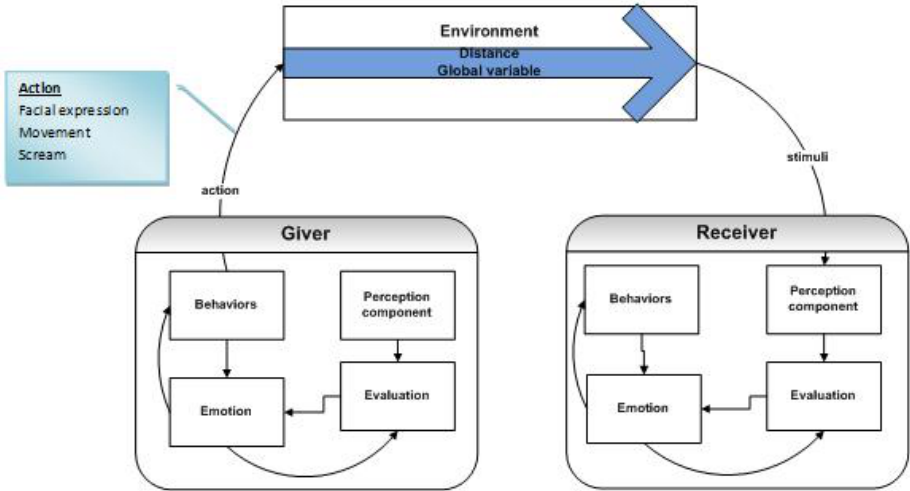 Environment
Distance
Global variable
Action
Facial expression
Movement
Scream
action
stimuli
Giver
Behaviors
Perception
component
Emotion
Evaluation
Receiver
Behaviors
Perception
component
Emotion
Evaluation